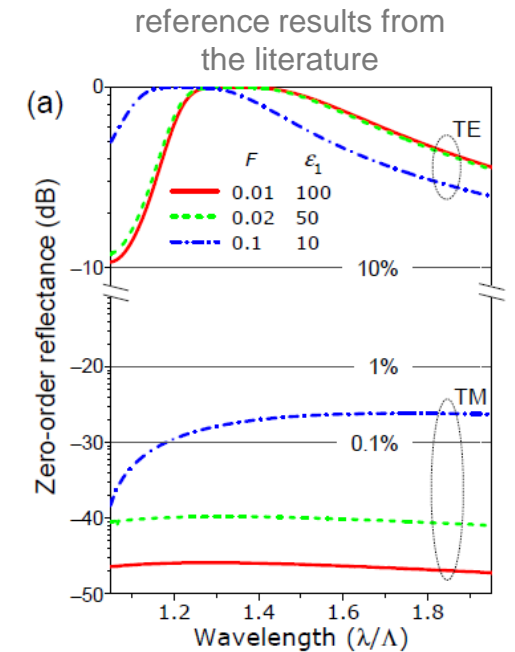 reference results from
the literature
(a)
0
TE
F ε1
0.01 100
0.02 50
0.1 10
–10
10%
Zero-order reflectance (dB)
–20
1%
TM
–30
0.1%
–40
–50
1.2 1.4 1.6 1.8
Wavelength (λ/Λ)